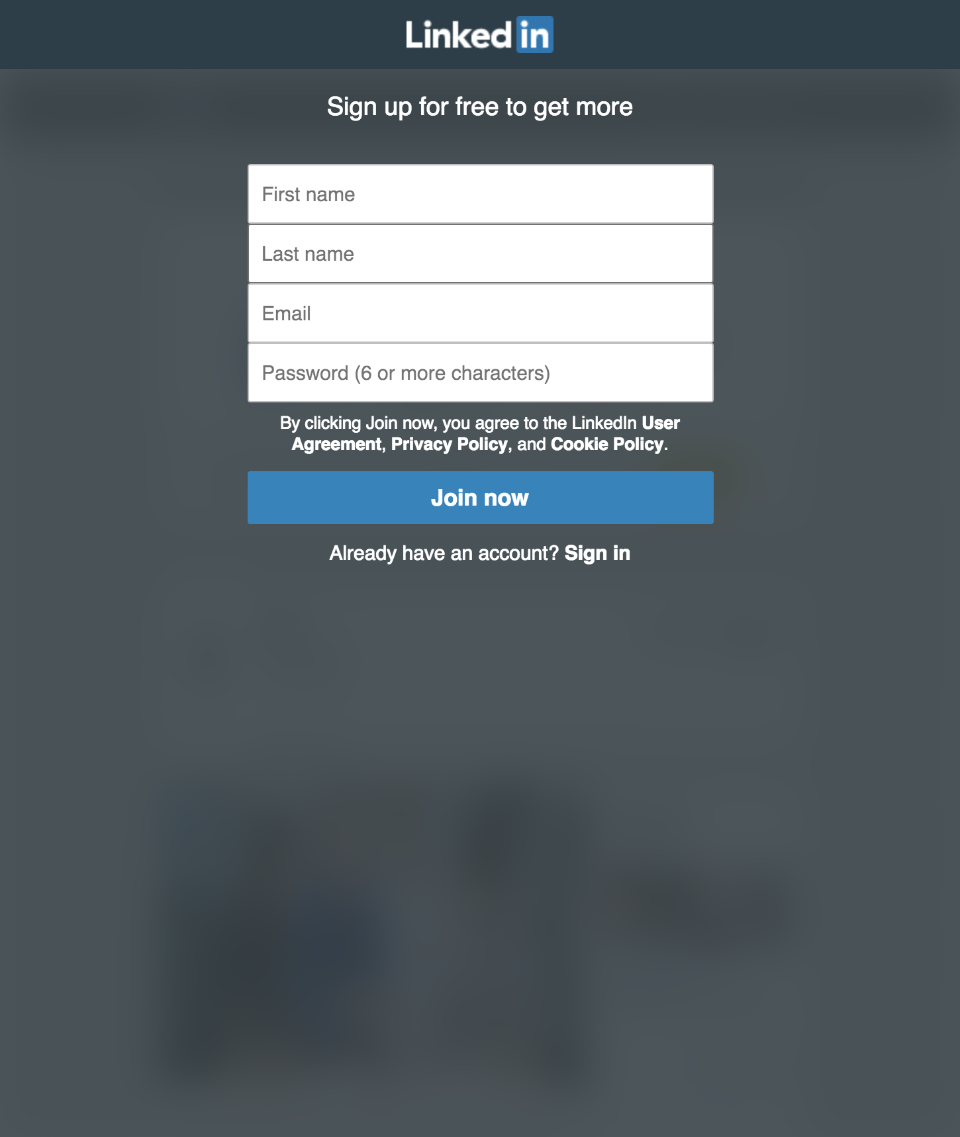 Linked in
Sign up for free to get more
First name
Last name
Email
Password (6 or more characters)
By clicking Join now, you agree to the LinkedIn User
Agreement, Privacy Policy, and Cookie Policy.
Join now
Already have an account? Sign in